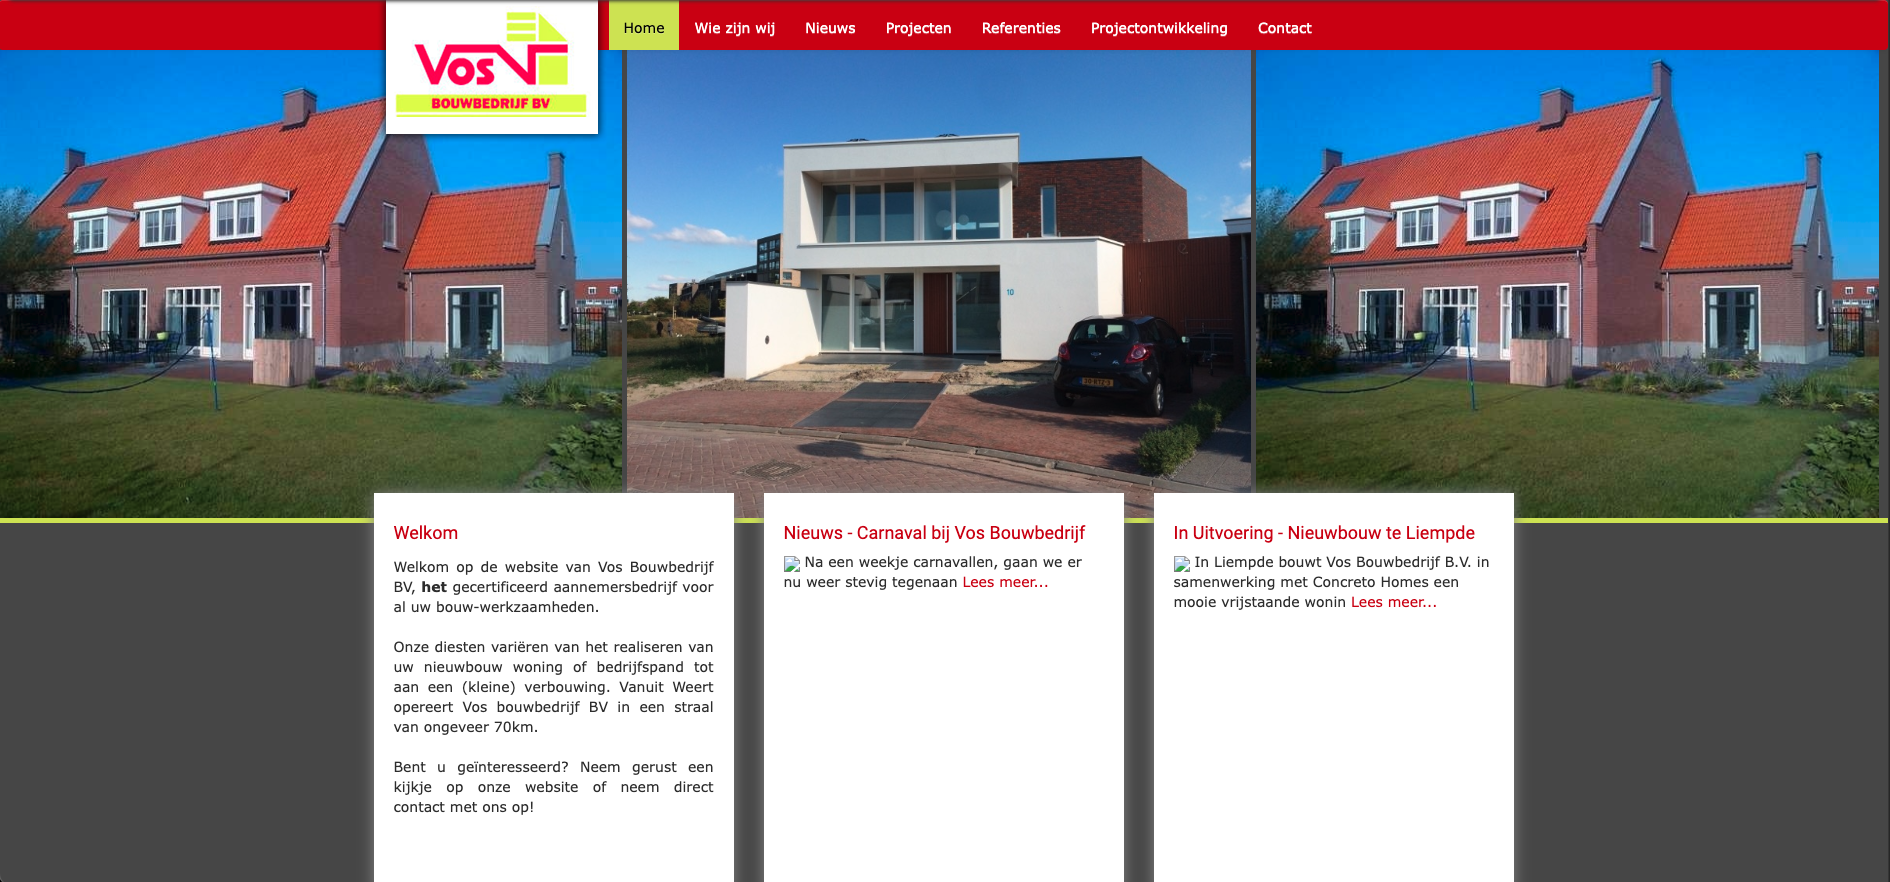 Vos
BOUWBEDRIJF BV
Home Wie zijn wij Nieuws Projecten Referenties Projectontwikkeling Contact
10
Welkom
Welkom op de website van Vos Bouwbedrijf
BV, het gecertificeerd aannemersbedrijf voor
al uw bouw-werkzaamheden.
Onze diesten variëren van het realiseren van
uw nieuwbouw woning of bedrijfspand tot
aan een (kleine) verbouwing. Vanuit Weert
opereert Vos bouwbedrijf BV in een straal
van ongeveer 70km.
Bent u geïnteresseerd? Neem gerust een
kijkje op onze website of neem direct
contact met ons op!
Nieuws - Carnaval bij Vos Bouwbedrijf
Na een weekje carnavallen, gaan we er
nu weer stevig tegenaan Lees meer...
In Uitvoering - Nieuwbouw te Liempde
In Liempde bouwt Vos Bouwbedrijf B.V. in
samenwerking met Concreto Homes een
mooie vrijstaande wonin Lees meer...